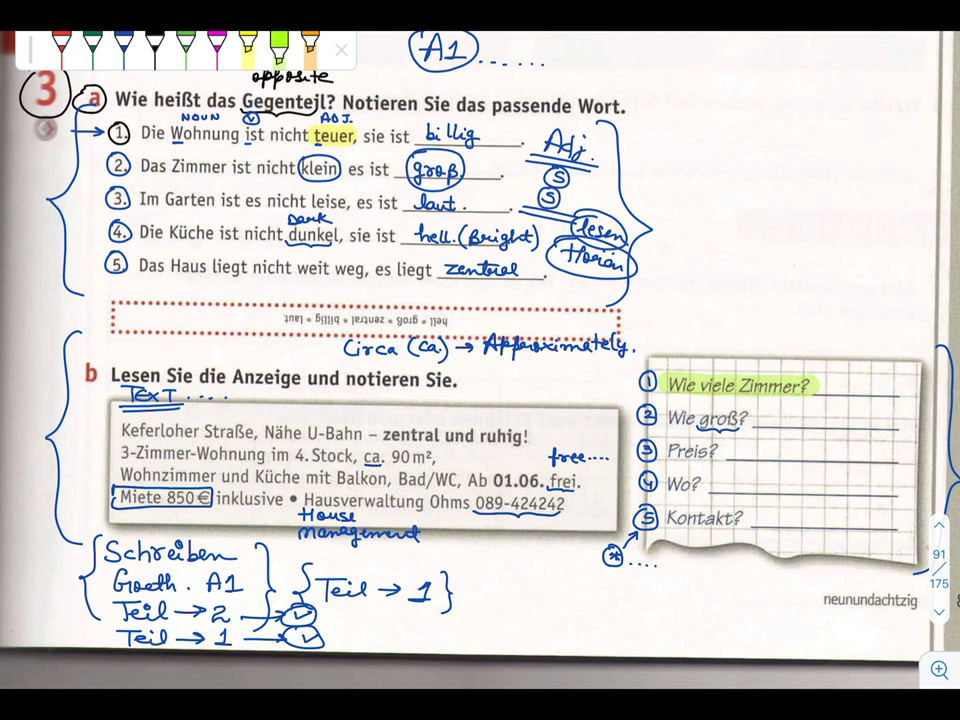 A1......
opposite
3 a Wie heißt das Gegenteil? Notieren Sie das passende Wort.
NOUN V ADJ.
1. Die Wohnung ist nicht teuer, sie ist billig.
Adj.
2. Das Zimmer ist nicht klein es ist groß.
S
3. Im Garten ist es nicht leise, es ist laut.
S
Dark
lesen
4. Die Küche ist nicht dunkel, sie ist hell. (Bright)
5. Das Haus liegt nicht weit weg, es liegt zentral.
hell • groß • zentral • billig • laut
Circa (ca.) → Approximately.
b Lesen Sie die Anzeige und notieren Sie.
TEXT ....
Keferloher Straße, Nähe U-Bahn – zentral und ruhig!
3-Zimmer-Wohnung im 4. Stock, ca. 90 m²,
free....
Wohnzimmer und Küche mit Balkon, Bad/WC, Ab 01.06. frei.
Miete 850 € inklusive • Hausverwaltung Ohms 089-424242
House
management
1 Wie viele Zimmer?
2 Wie groß?
3 Preis?
4 Wo?
5 Kontakt?
* ....
Schreiben
Goeth. A1
Teil → 2
Teil → 1
Teil → 1
91
175
neunundachtzig